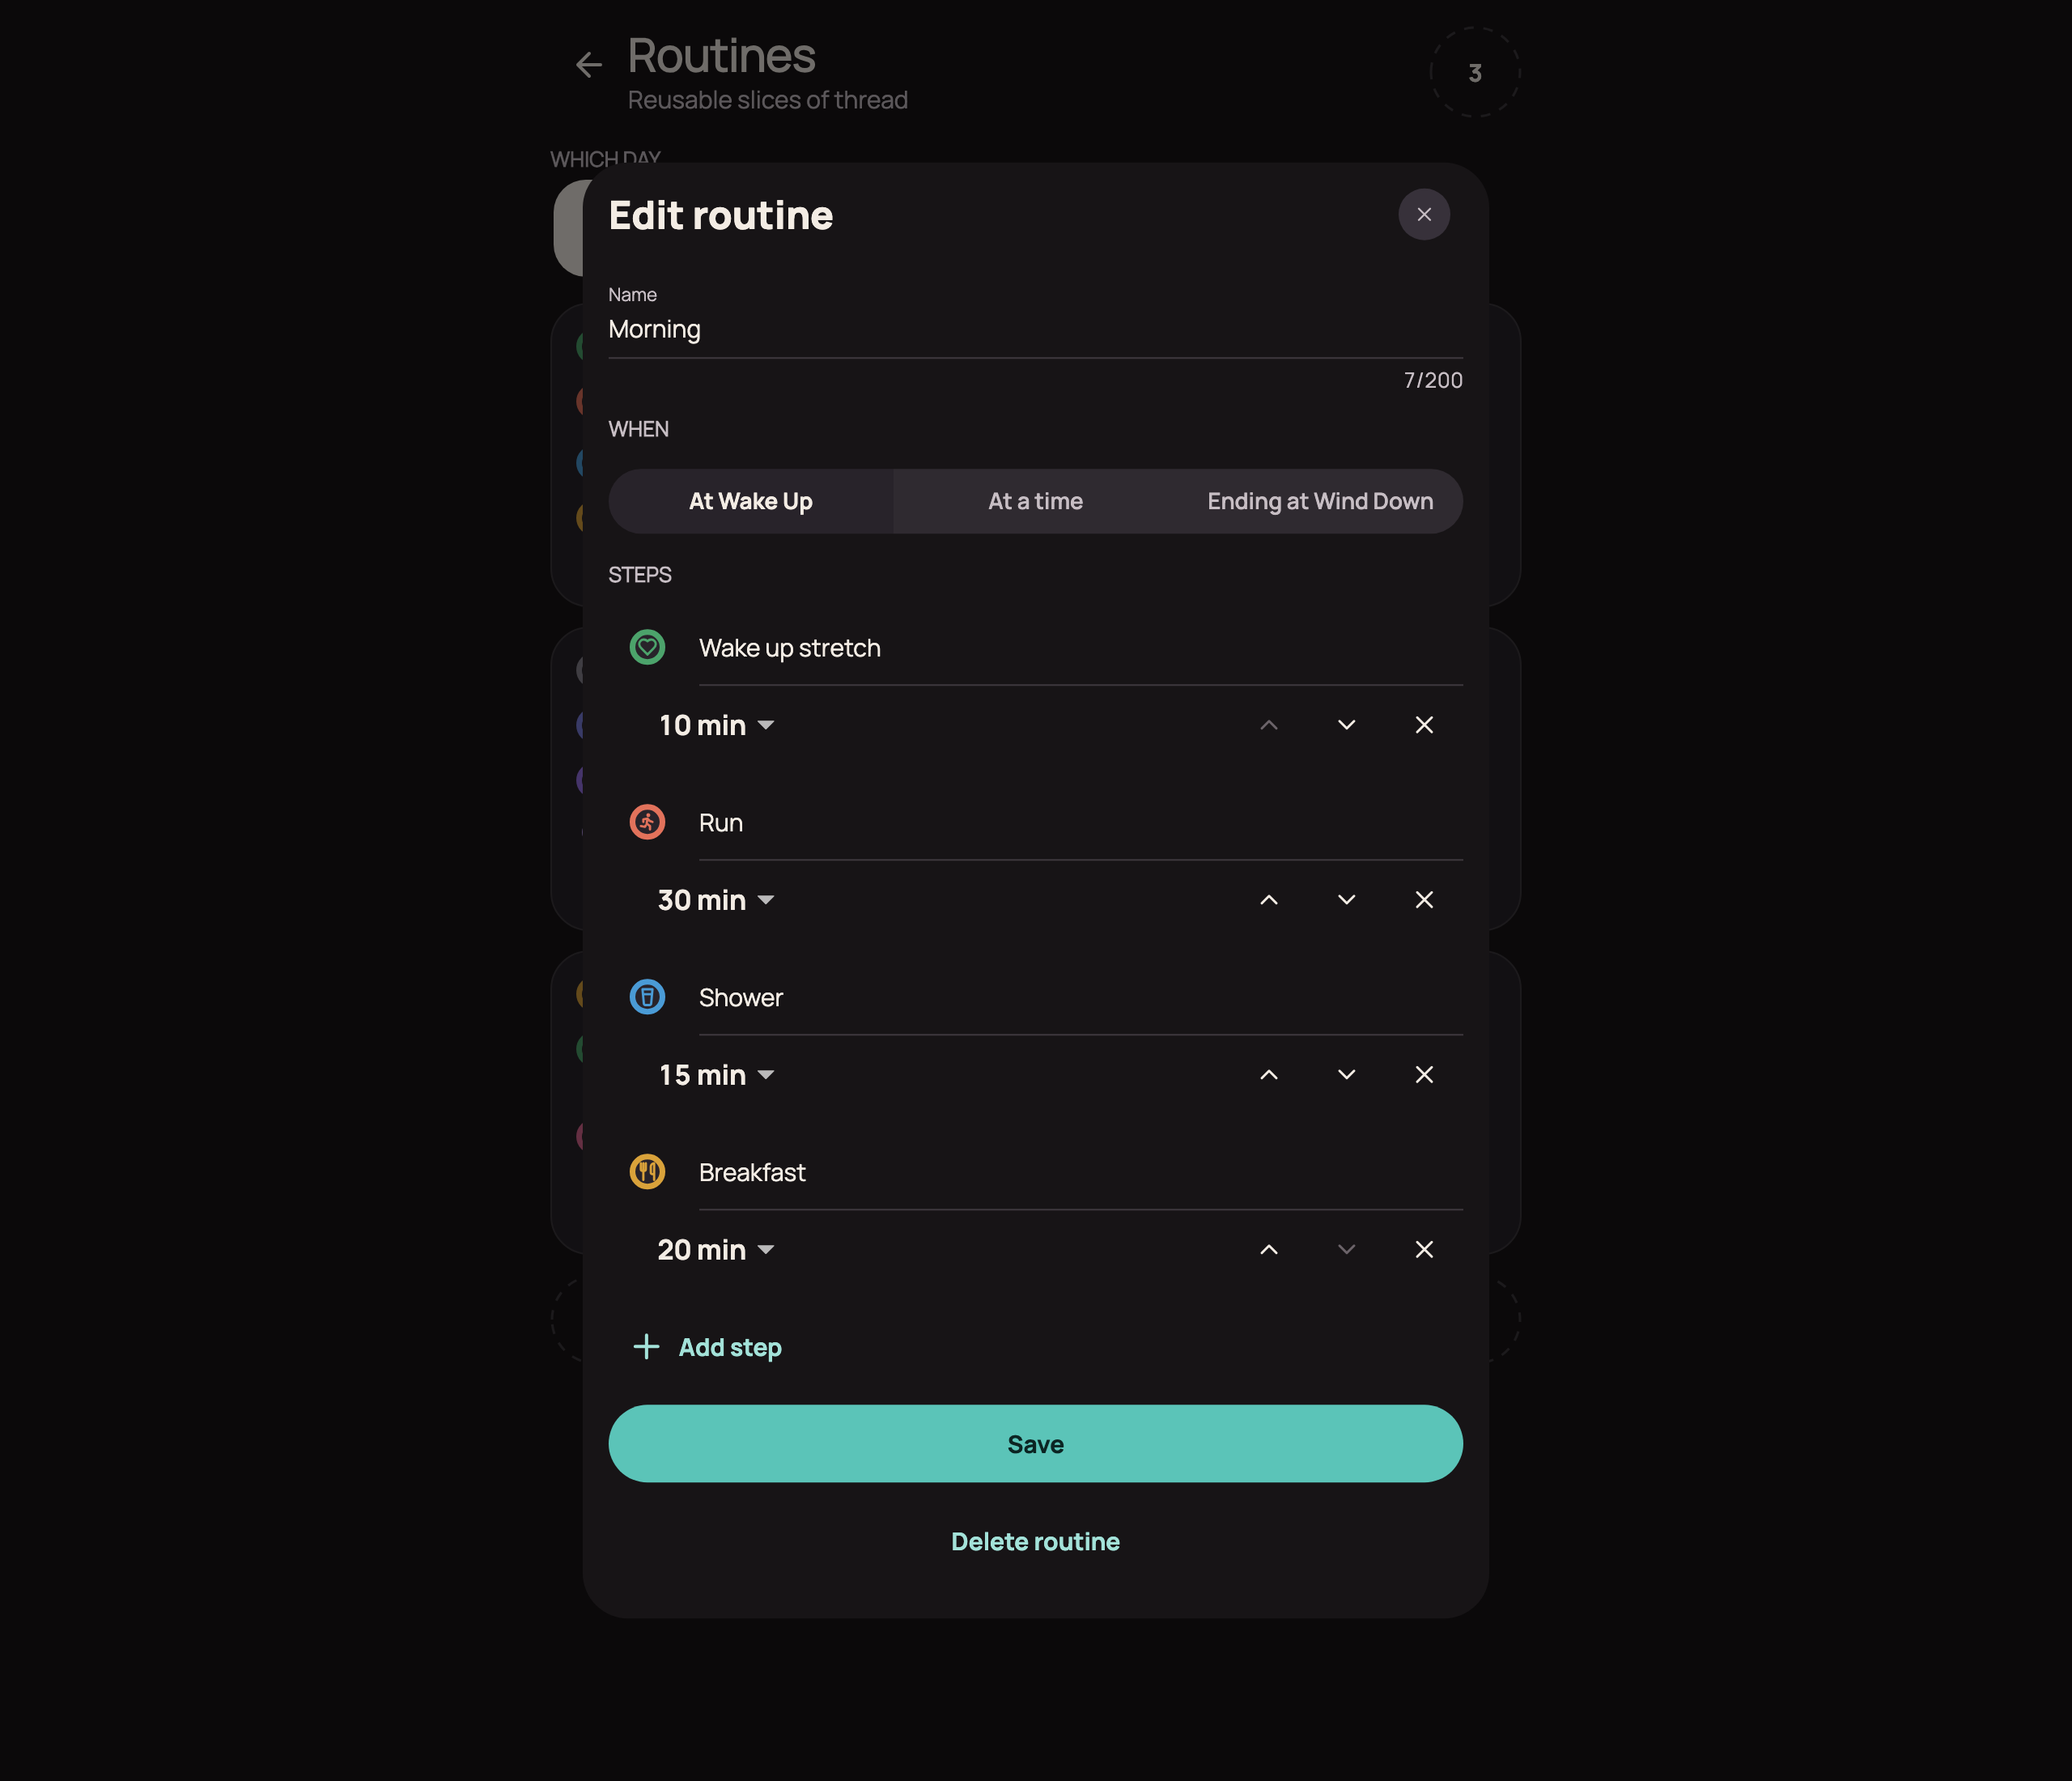 Routines
Reusable slices of thread
3
WHICH DAY
Edit routine
Name
Morning
7/200
WHEN
At Wake Up
At a time
Ending at Wind Down
STEPS
Wake up stretch
10 min
Run
30 min
Shower
15 min
Breakfast
20 min
Add step
Save
Delete routine